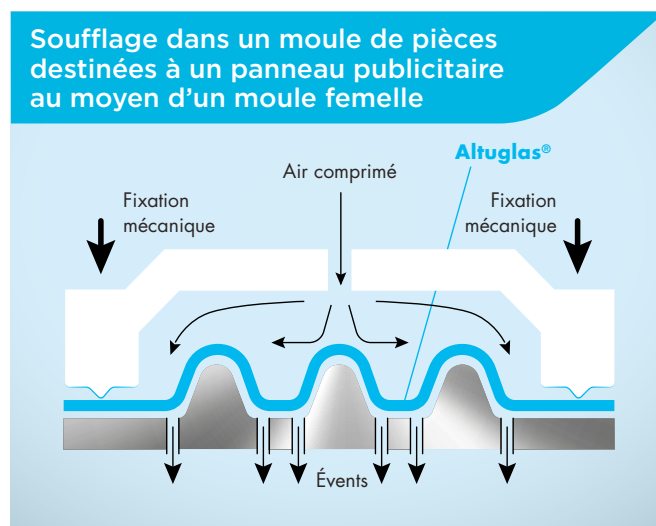 Soufflage dans un moule de pièces
destinées à un panneau publicitaire
au moyen d’un moule femelle
Altuglas®
Air comprimé
Fixation
mécanique
Fixation
mécanique
Évents